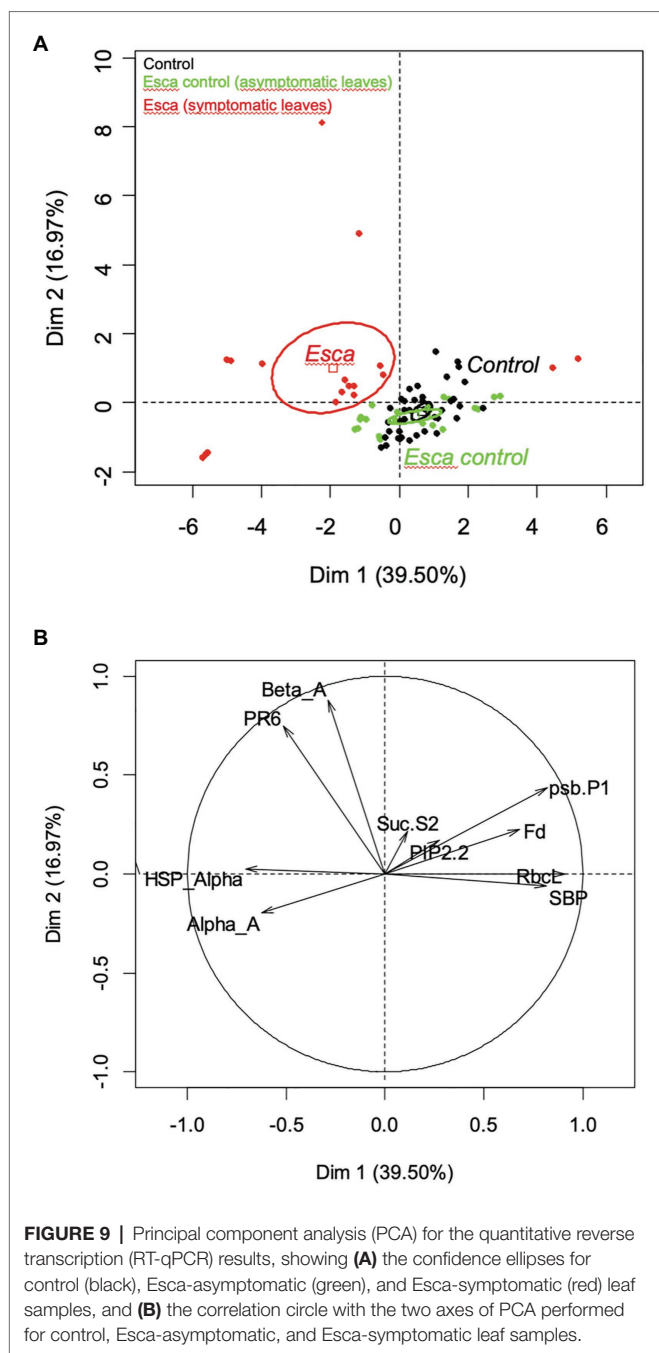 A
Control
Esca control (asymptomatic leaves)
Esca (symptomatic leaves)
10
8
6
4
2
0
-2
Dim 2 (16.97%)
Esca
Control
Esca control
-6 -4 -2 0 2 4 6
Dim 1 (39.50%)
B
1.0
0.5
0.0
-0.5
-1.0
Dim 2 (16.97%)
Beta_A
PR6
psb.P1
Suc.S2
Fd
PIP2.2
HSP_Alpha
RbcL
SBP
Alpha_A
-1.0 -0.5 0.0 0.5 1.0
Dim 1 (39.50%)
FIGURE 9 | Principal component analysis (PCA) for the quantitative reverse
transcription (RT-qPCR) results, showing (A) the confidence ellipses for
control (black), Esca-asymptomatic (green), and Esca-symptomatic (red) leaf
samples, and (B) the correlation circle with the two axes of PCA performed
for control, Esca-asymptomatic, and Esca-symptomatic leaf samples.